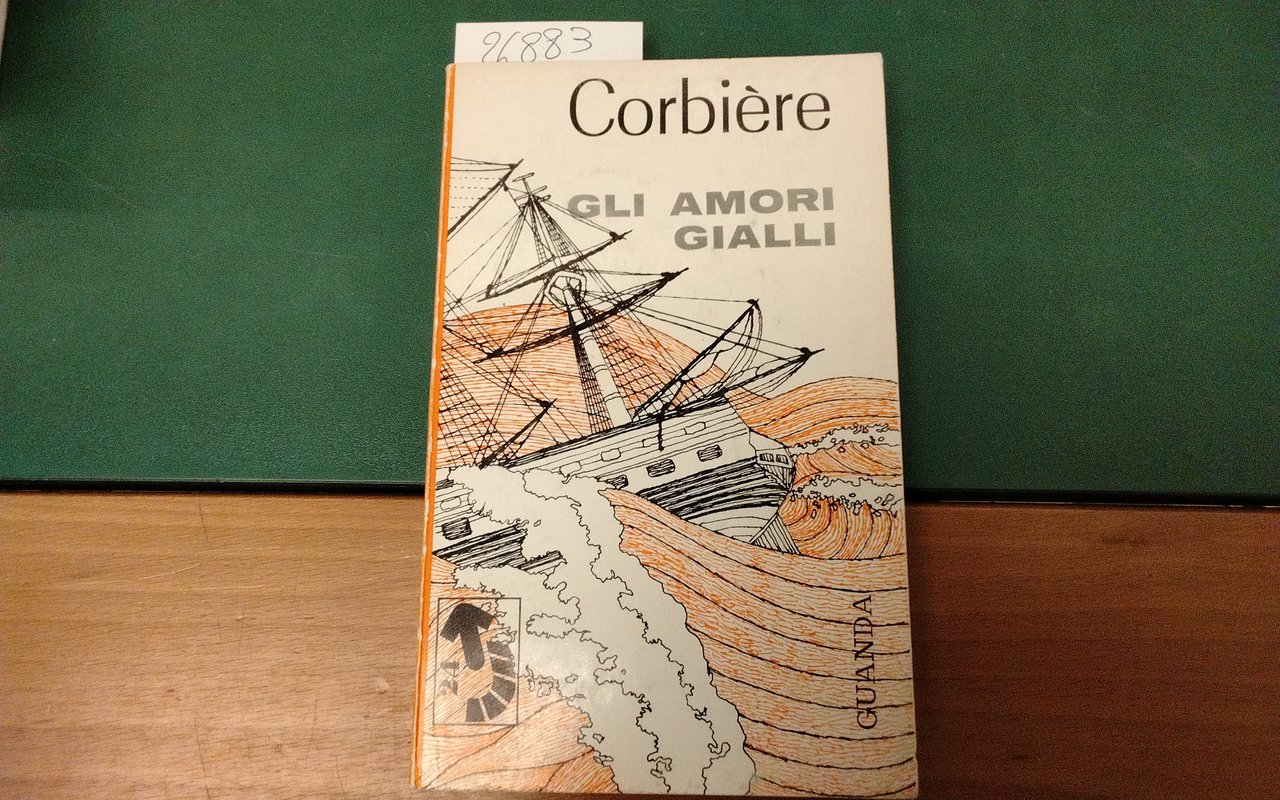 26883
Corbière
GLI AMORI
GIALLI
GUANDA